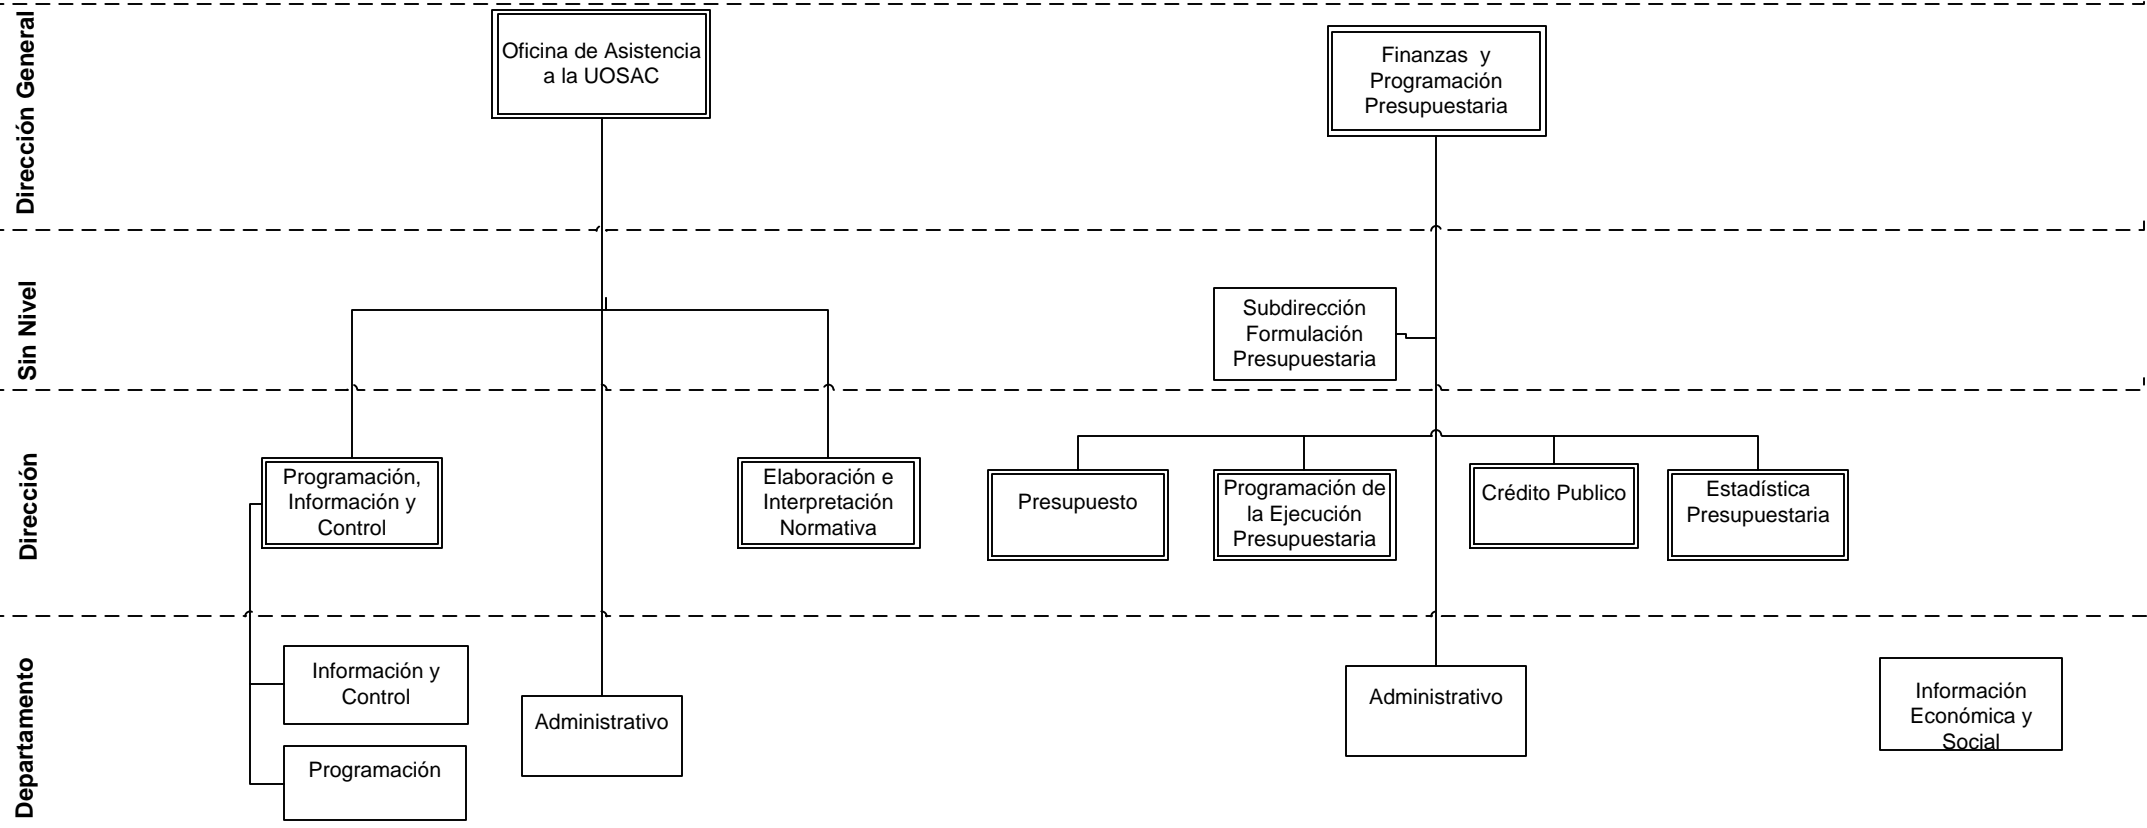 Dirección General
Oficina de Asistencia
a la UOSAC
Finanzas y
Programación
Presupuestaria
Sin Nivel
Subdirección
Formulación
Presupuestaria
Dirección
Programación,
Información y
Control
Elaboración e
Interpretación
Normativa
Presupuesto
Programación de
la Ejecución
Presupuestaria
Crédito Publico
Estadística
Presupuestaria
Departamento
Información y
Control
Programación
Administrativo
Administrativo
Información
Económica y
Social